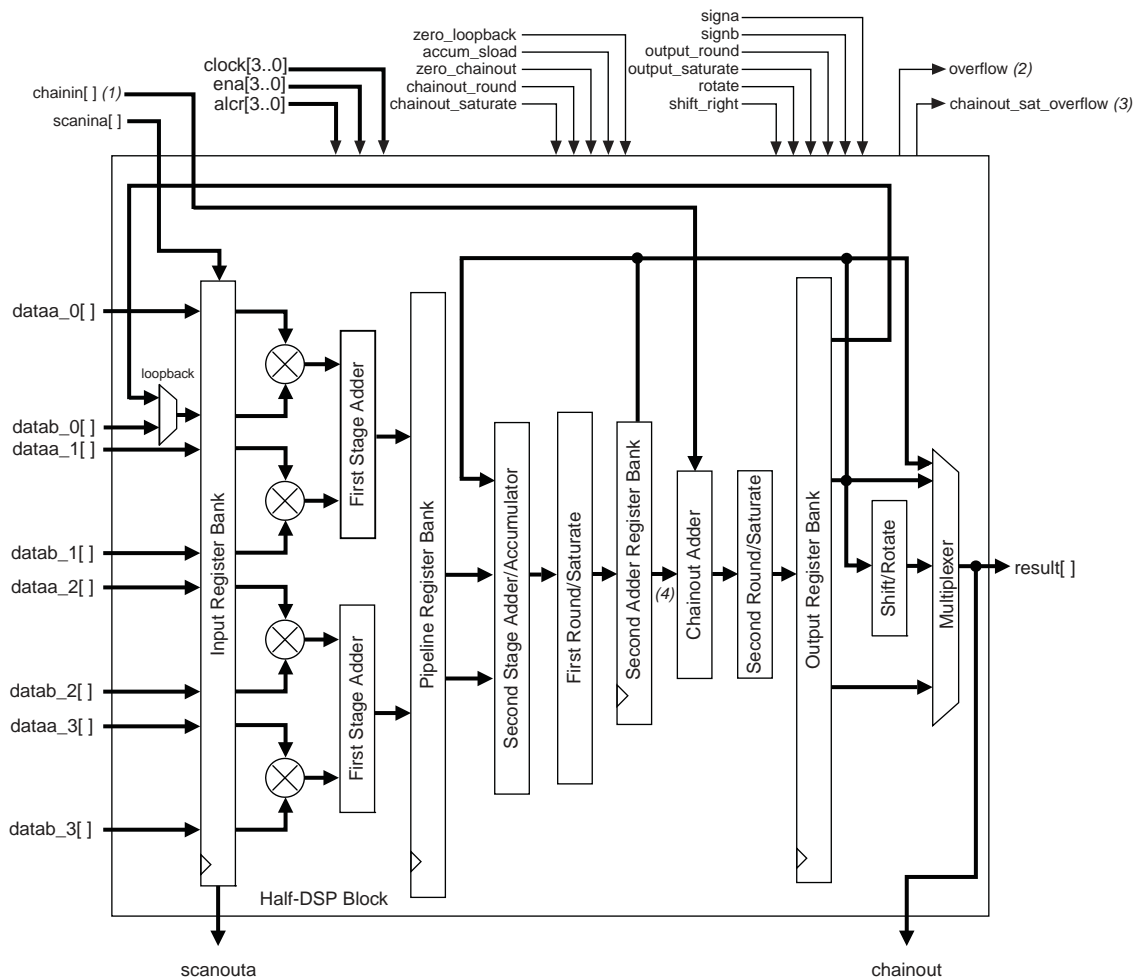 signa
signb
output_round
output_saturate
rotate
shift_right
zero_loopback
accum_sload
zero_chainout
chainout_round
chainout_saturate
clock[3..0]
ena[3..0]
alcr[3..0]
chainin[ ] (1)
scanina[ ]
overflow (2)
chainout_sat_overflow (3)
dataa_0[ ]
loopback
datab_0[ ]
dataa_1[ ]
datab_1[ ]
dataa_2[ ]
datab_2[ ]
dataa_3[ ]
datab_3[ ]
Input Register Bank
First Stage Adder
First Stage Adder
Pipeline Register Bank
Second Stage Adder/Accumulator
First Round/Saturate
Second Adder Register Bank
(4)
Chainout Adder
Second Round/Saturate
Output Register Bank
Shift/Rotate
Multiplexer
result[ ]
Half-DSP Block
scanouta
chainout